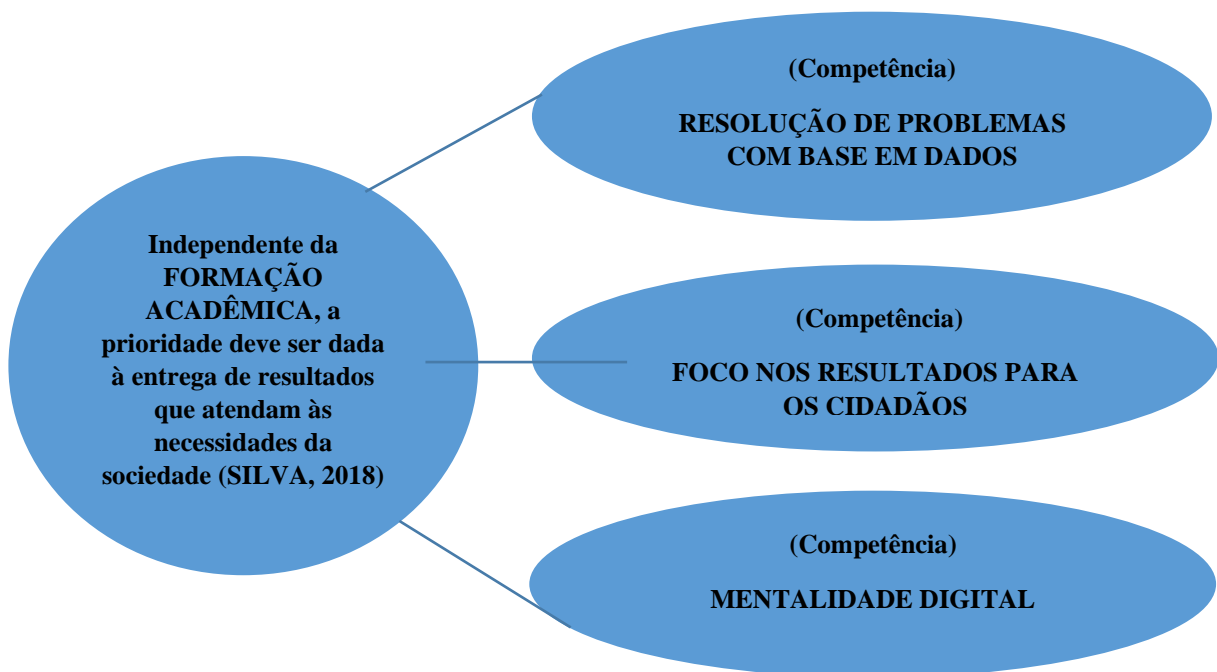 Independente da
FORMAÇÃO
ACADÊMICA, a
prioridade deve ser dada
à entrega de resultados
que atendam às
necessidades da
sociedade (SILVA, 2018)
(Competência)
RESOLUÇÃO DE PROBLEMAS
COM BASE EM DADOS
(Competência)
FOCO NOS RESULTADOS PARA
OS CIDADÃOS
(Competência)
MENTALIDADE DIGITAL